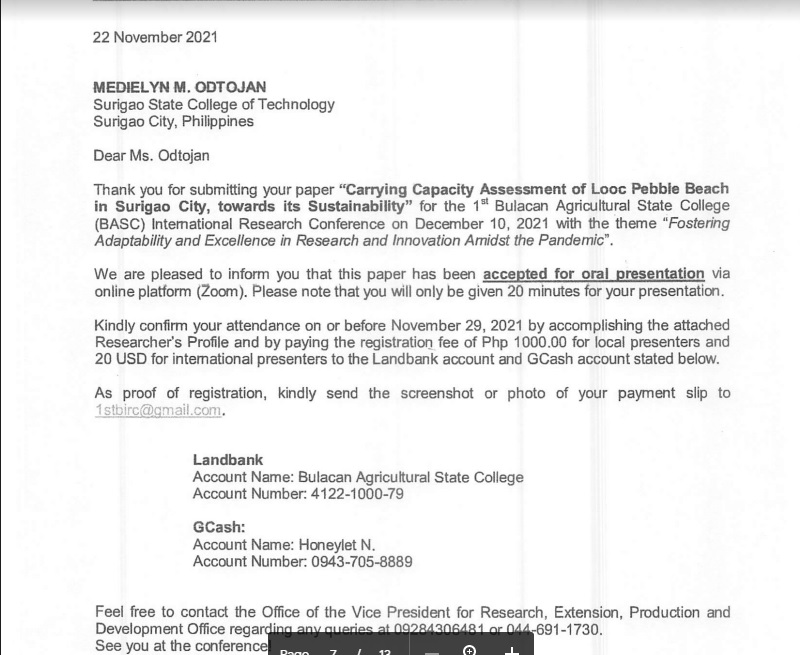 22 November 2021
MEDIELYN M. ODTOJAN
Surigao State College of Technology
Surigao City, Philippines
Dear Ms. Odtojan
Thank you for submitting your paper “Carrying Capacity Assessment of Looc Pebble Beach
in Surigao City, towards its Sustainability” for the 1st Bulacan Agricultural State College
(BASC) International Research Conference on December 10, 2021 with the theme “Fostering
Adaptability and Excellence in Research and Innovation Amidst the Pandemic”.
We are pleased to inform you that this paper has been accepted for oral presentation via
online platform (Zoom). Please note that you will only be given 20 minutes for your presentation.
Kindly confirm your attendance on or before November 29, 2021 by accomplishing the attached
Researcher's Profile and by paying the registration fee of Php 1000.00 for local presenters and
20 USD for international presenters to the Landbank account and GCash account stated below.
As proof of registration, kindly send the screenshot or photo of your payment slip to
1stbirc@gmail.com.
Landbank
Account Name: Bulacan Agricultural State College
Account Number: 4122-1000-79
GCash:
Account Name: Honeylet N.
Account Number: 0943-705-8889
Feel free to contact the Office of the Vice President for Research, Extension, Production and
Development Office regarding any queries at 09284306481 or 044-691-1730.
See you at the conference!
Page 7 / 13 — +